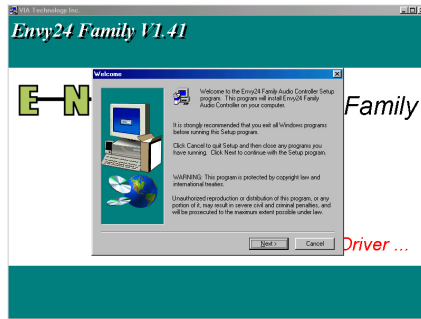 VIA Technology Inc.
Envy24 Family V1.41
E-N
Family
Driver ...
Welcome
Welcome to the Envy24 Family Audio Controller Setup
program. This program will install Envy24 Family
Audio Controller on your computer.
It is strongly recommended that you exit all Windows programs
before running this Setup program.
Click Cancel to quit Setup and then close any programs you
have running. Click Next to continue with the Setup program.
WARNING: This program is protected by copyright law and
international treaties.
Unauthorized reproduction or distribution of this program, or any
portion of it, may result in severe civil and criminal penalties, and
will be prosecuted to the maximum extent possible under law.
Next >
Cancel